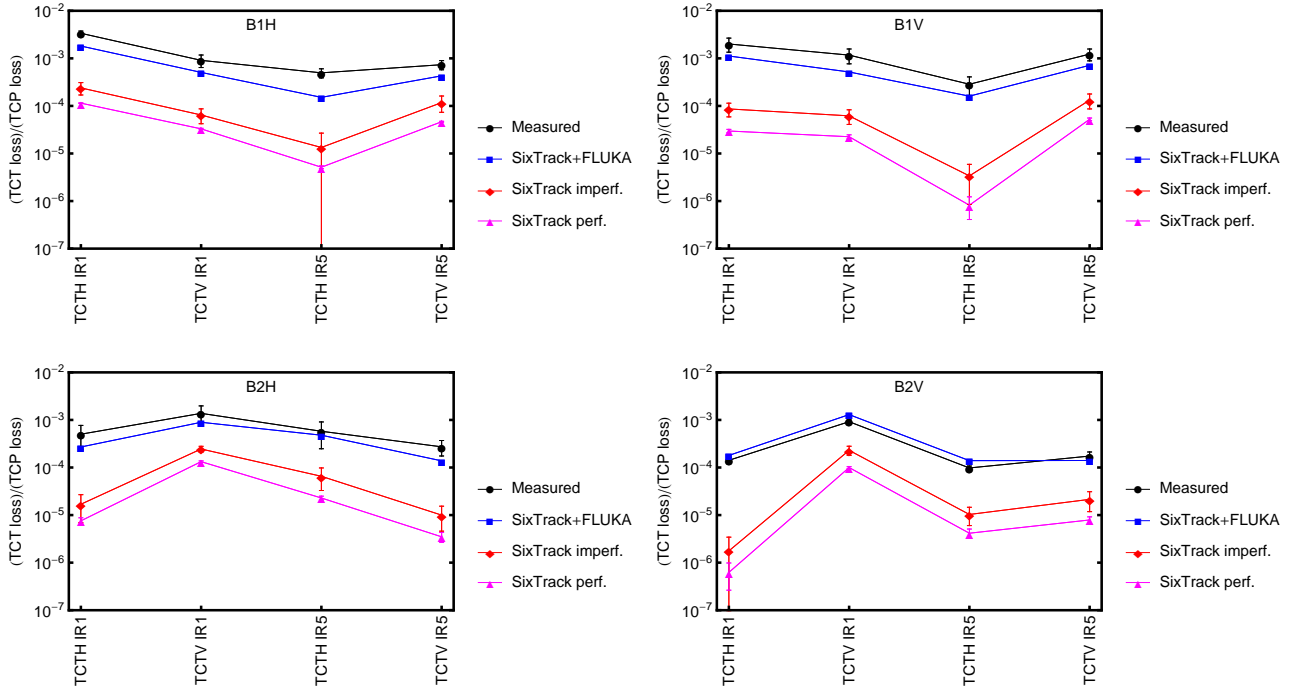 B1H
(TCT loss)/(TCP loss)
10⁻²
10⁻³
10⁻⁴
10⁻⁵
10⁻⁶
10⁻⁷
TCTH IR1
TCTV IR1
TCTH IR5
TCTV IR5
Measured
SixTrack+FLUKA
SixTrack imperf.
SixTrack perf.
B1V
(TCT loss)/(TCP loss)
10⁻²
10⁻³
10⁻⁴
10⁻⁵
10⁻⁶
10⁻⁷
TCTH IR1
TCTV IR1
TCTH IR5
TCTV IR5
Measured
SixTrack+FLUKA
SixTrack imperf.
SixTrack perf.
B2H
(TCT loss)/(TCP loss)
10⁻²
10⁻³
10⁻⁴
10⁻⁵
10⁻⁶
10⁻⁷
TCTH IR1
TCTV IR1
TCTH IR5
TCTV IR5
Measured
SixTrack+FLUKA
SixTrack imperf.
SixTrack perf.
B2V
(TCT loss)/(TCP loss)
10⁻²
10⁻³
10⁻⁴
10⁻⁵
10⁻⁶
10⁻⁷
TCTH IR1
TCTV IR1
TCTH IR5
TCTV IR5
Measured
SixTrack+FLUKA
SixTrack imperf.
SixTrack perf.